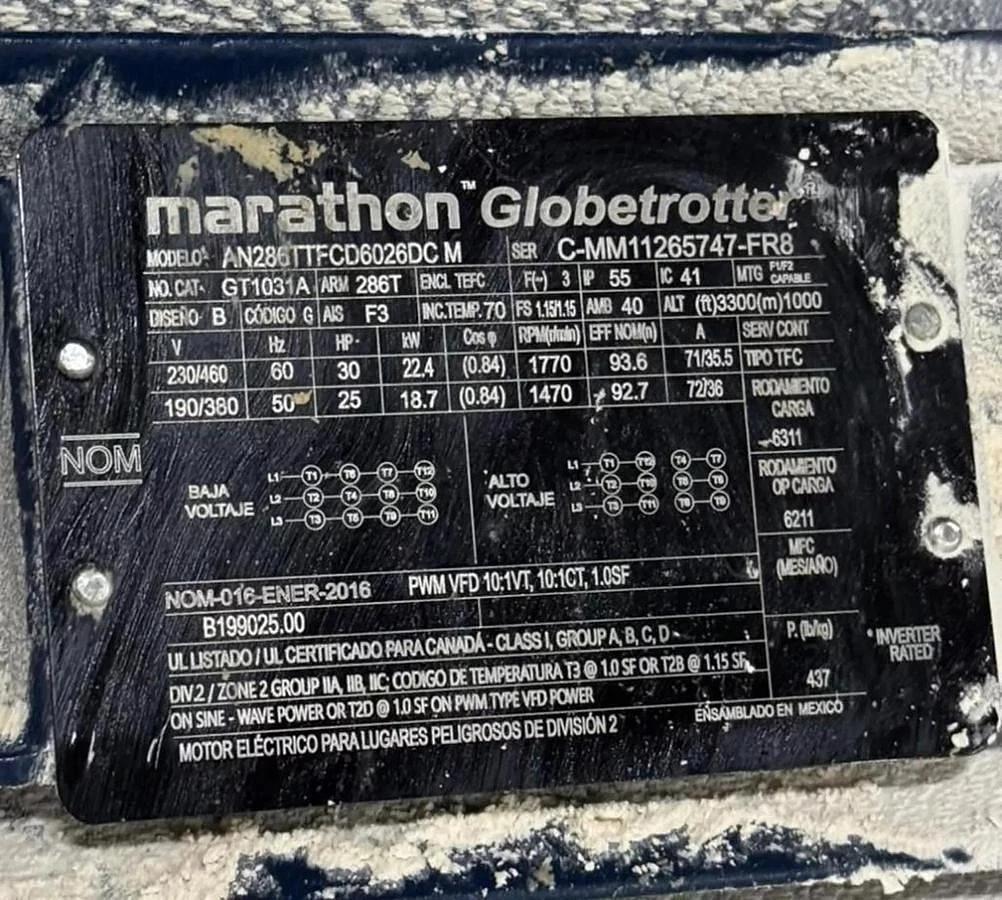 marathon™ Globetrotter®
MODELO AN286TTFCD6026DC M SER C-MM11265747-FR8
NO. CAT- GT1031A ARM 286T ENCL TEFC F(~) 3 IP 55 IC 41 MTG F1/F2 CAPABLE
DISEÑO B CÓDIGO G AIS F3 INC.TEMP. 70 FS 1.15/1.15 AMB 40 ALT (ft)3300(m)1000
V Hz HP kW Cos φ RPM(r/min) EFF NOM(n) A SERV CONT
230/460 60 30 22.4 (0.84) 1770 93.6 71/35.5 TIPO TFC
190/380 50 25 18.7 (0.84) 1470 92.7 72/36
RODAMIENTO
CARGA
6311
NOM
BAJA
VOLTAJE
L1 T1 T6 T7 T12
L2 T2 T4 T8 T10
L3 T3 T5 T9 T11
ALTO
VOLTAJE
L1 T1 T12 T4 T7
L2 T2 T10 T5 T8
L3 T3 T11 T6 T9
RODAMIENTO
OP CARGA
6211
MFC
(MES/AÑO)
NOM-016-ENER-2016 PWM VFD 10:1VT, 10:1CT, 1.0SF
B199025.00
UL LISTADO / UL CERTIFICADO PARA CANADÁ - CLASS I, GROUP A, B, C, D -
DIV.2 / ZONE 2 GROUP IIA, IIB, IIC; CODIGO DE TEMPERATURA T3 @ 1.0 SF OR T2B @ 1.15 SF,
ON SINE - WAVE POWER OR T2D @ 1.0 SF ON PWM TYPE VFD POWER
MOTOR ELÉCTRICO PARA LUGARES PELIGROSOS DE DIVISIÓN 2
P. (lb/kg)
437
INVERTER
RATED
ENSAMBLADO EN MEXICO